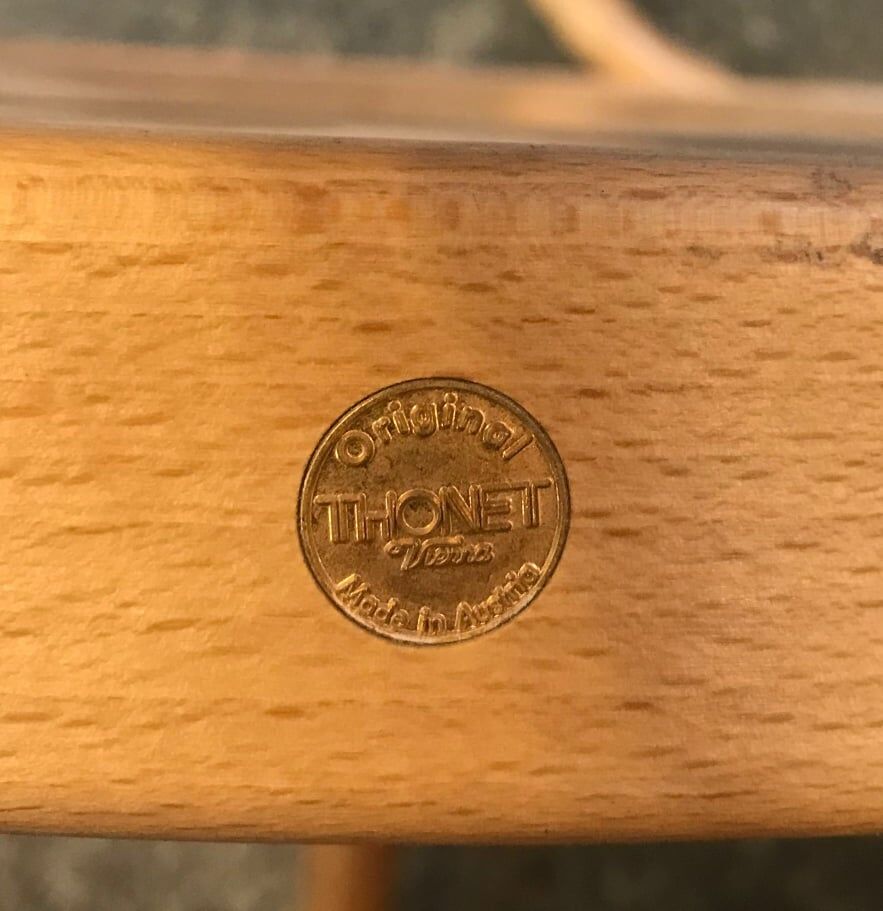 Original
THONET
Vienna
Made in Austria